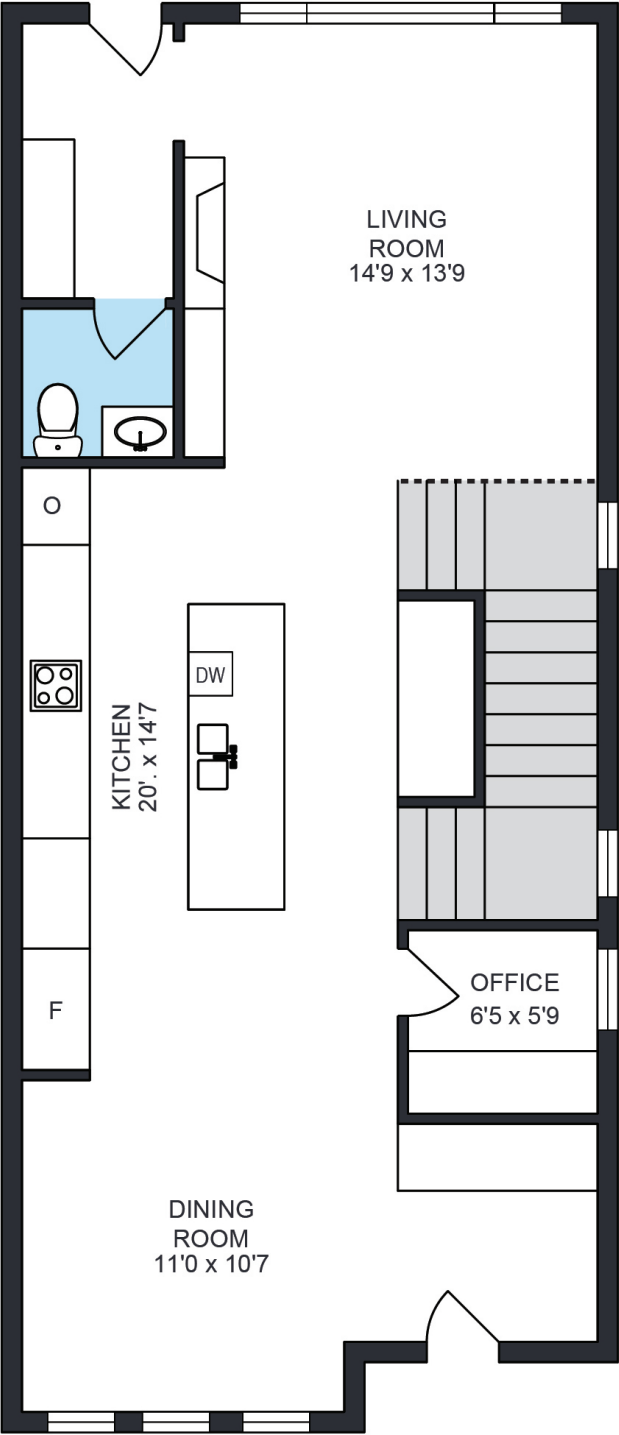 LIVING
ROOM
14'9 x 13'9
O
DW
KITCHEN
20'. x 14'7
OFFICE
6'5 x 5'9
F
DINING
ROOM
11'0 x 10'7